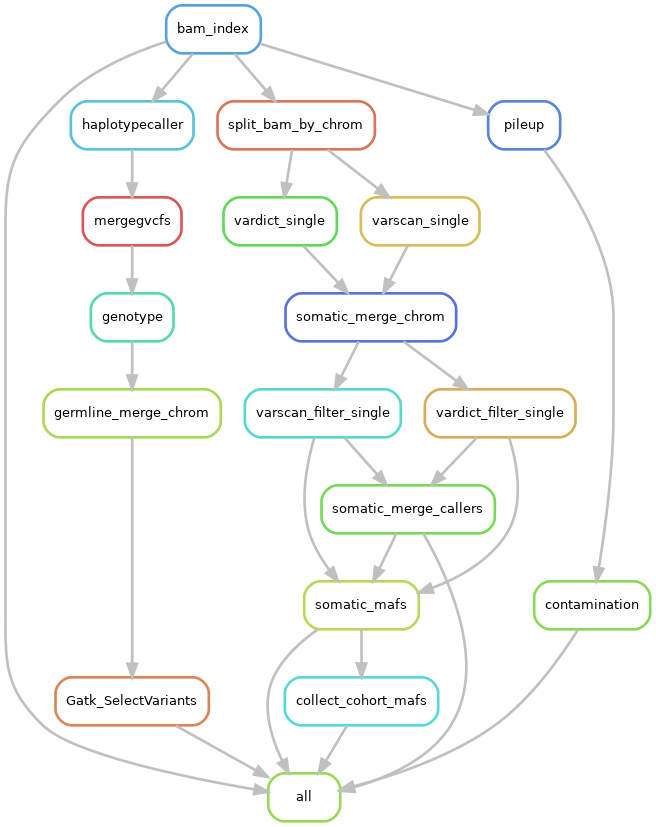 bam_index
haplotypecaller
split_bam_by_chrom
pileup
mergegvcfs
vardict_single
varscan_single
genotype
somatic_merge_chrom
germline_merge_chrom
varscan_filter_single
vardict_filter_single
somatic_merge_callers
somatic_mafs
contamination
Gatk_SelectVariants
collect_cohort_mafs
all